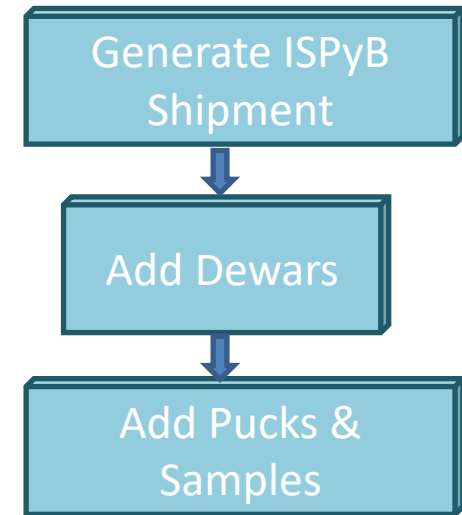 Generate ISPyB
Shipment
Add Dewars
Add Pucks &
Samples